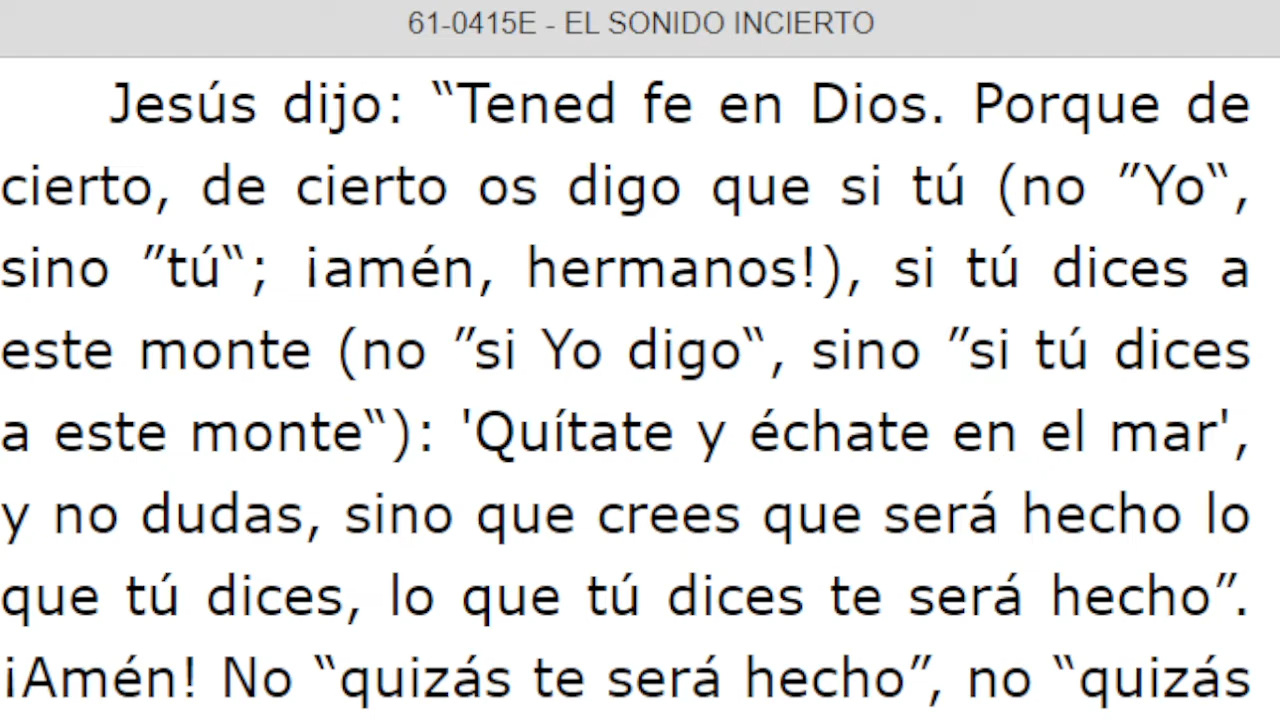 61-0415E - EL SONIDO INCIERTO
Jesús dijo: “Tened fe en Dios. Porque de
cierto, de cierto os digo que si tú (no ”Yo“,
sino ”tú“; ¡amén, hermanos!), si tú dices a
este monte (no ”si Yo digo“, sino ”si tú dices
a este monte“): 'Quítate y échate en el mar',
y no dudas, sino que crees que será hecho lo
que tú dices, lo que tú dices te será hecho”.
¡Amén! No “quizás te será hecho”, no “quizás